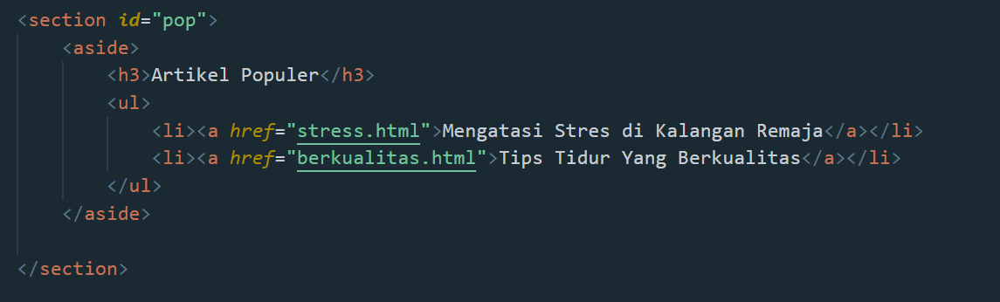 <section id="pop">
<aside>
<h3>Artikel Populer</h3>
<ul>
<li><a href="stress.html">Mengatasi Stres di Kalangan Remaja</a></li>
<li><a href="berkualitas.html">Tips Tidur Yang Berkualitas</a></li>
</ul>
</aside>
</section>